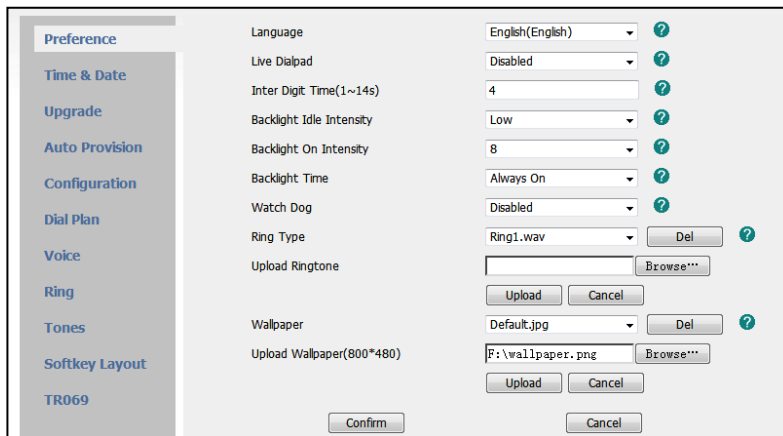 Preference
Time & Date
Upgrade
Auto Provision
Configuration
Dial Plan
Voice
Ring
Tones
Softkey Layout
TR069
Language English(English) ?
Live Dialpad Disabled ?
Inter Digit Time(1~14s) 4 ?
Backlight Idle Intensity Low ?
Backlight On Intensity 8 ?
Backlight Time Always On ?
Watch Dog Disabled ?
Ring Type Ring1.wav Del ?
Upload Ringtone Browse…
Upload Cancel
Wallpaper Default.jpg Del ?
Upload Wallpaper(800*480) F:\wallpaper.png Browse…
Upload Cancel
Confirm Cancel